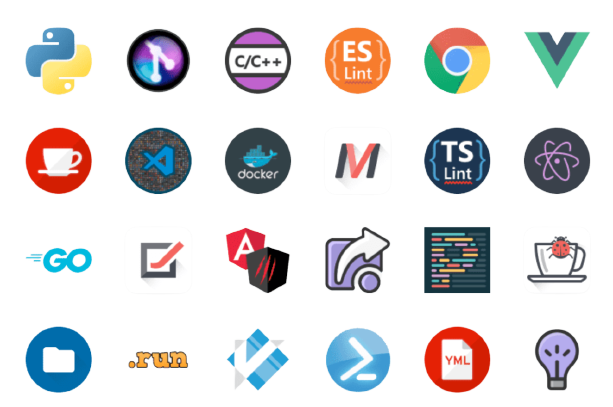 C/C++
{ES}
Lint
docker
M
{TS}
Lint
GO
A
.run
YML